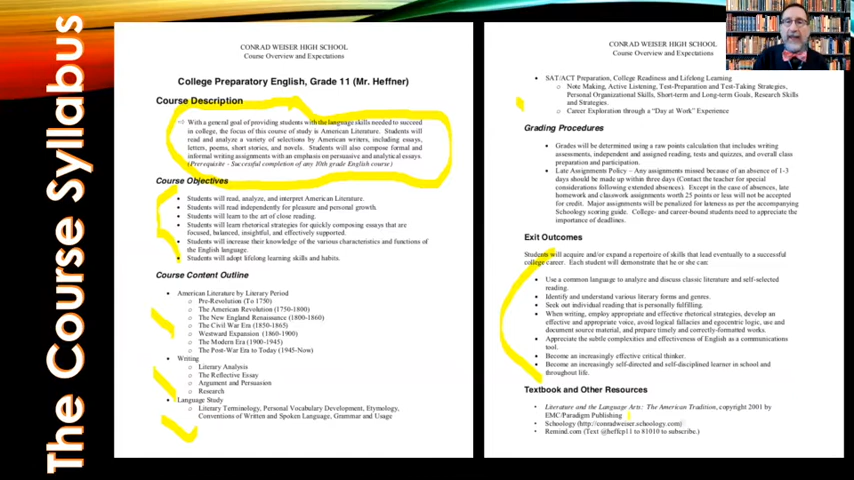 The Course Syllabus
CONRAD WEISER HIGH SCHOOL
Course Overview and Expectations
College Preparatory English, Grade 11 (Mr. Heffner)
Course Description
With a general goal of providing students with the language skills needed to succeed
in college, the focus of this course of study is American Literature. Students will
read and analyze a variety of selections by American writers, including essays,
letters, poems, short stories, and novels. Students will also compose formal and
informal writing assignments with an emphasis on persuasive and analytical essays.
(Prerequisite - Successful completion of any 10th grade English course)
Course Objectives
• Students will read, analyze, and interpret American Literature.
• Students will read independently for pleasure and personal growth.
• Students will learn to the art of close reading.
• Students will learn rhetorical strategies for quickly composing essays that are
focused, balanced, insightful, and effectively supported.
• Students will increase their knowledge of the various characteristics and functions of
the English language.
• Students will adopt lifelong learning skills and habits.
Course Content Outline
• American Literature by Literary Period
o Pre-Revolution (To 1750)
o The American Revolution (1750-1800)
o The New England Renaissance (1800-1860)
o The Civil War Era (1850-1865)
o Westward Expansion (1860-1900)
o The Modern Era (1900-1945)
o The Post-War Era to Today (1945-Now)
• Writing
o Literary Analysis
o The Reflective Essay
o Argument and Persuasion
o Research
• Language Study
o Literary Terminology, Personal Vocabulary Development, Etymology,
Conventions of Written and Spoken Language, Grammar and Usage
CONRAD WEISER HIGH SCHOOL
Course Overview and Expectations
• SAT/ACT Preparation, College Readiness and Lifelong Learning
o Note Making, Active Listening, Test-Preparation and Test-Taking Strategies,
Personal Organizational Skills, Short-term and Long-term Goals, Research Skills
and Strategies.
o Career Exploration through a “Day at Work” Experience
Grading Procedures
• Grades will be determined using a raw points calculation that includes writing
assessments, independent and assigned reading, tests and quizzes, and overall class
preparation and participation.
• Late Assignments Policy – Any assignments missed because of an absence of 1-3
days should be made up within three days (Contact the teacher for special
considerations following extended absences). Except in the case of absences, late
homework and classwork assignments worth 25 points or less will not be accepted
for credit. Major assignments will be penalized for lateness as per the accompanying
Schoology scoring guide. College- and career-bound students need to appreciate the
importance of deadlines.
Exit Outcomes
Students will acquire and/or expand a repertoire of skills that lead eventually to a successful
college career. Each student will demonstrate that he or she can:
• Use a common language to analyze and discuss classic literature and self-selected
reading.
• Identify and understand various literary forms and genres.
• Seek out individual reading that is personally fulfilling.
• When writing, employ appropriate and effective rhetorical strategies, develop an
effective and appropriate voice, avoid logical fallacies and egocentric logic, use and
document source material, and prepare timely and correctly-formatted works.
• Appreciate the subtle complexities and effectiveness of English as a communications
tool.
• Become an increasingly effective critical thinker.
• Become an increasingly self-directed and self-disciplined learner in school and
throughout life.
Textbook and Other Resources
• Literature and the Language Arts: The American Tradition, copyright 2001 by
EMC/Paradigm Publishing
• Schoology (http://conradweiser.schoology.com)
• Remind.com (Text @heffcp11 to 81010 to subscribe.)